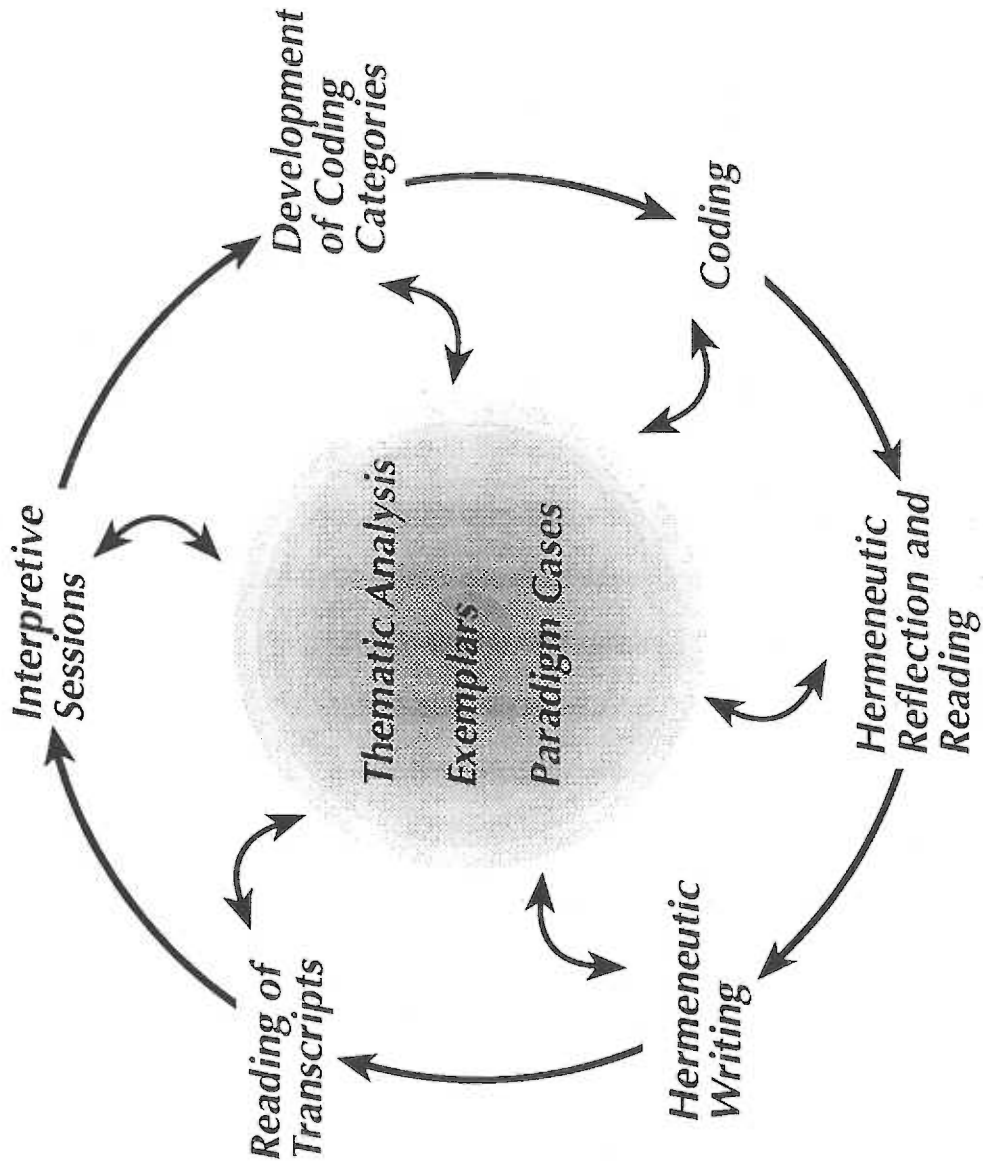 Interpretive
Sessions
Reading of
Transcripts
Development
of Coding
Categories
Thematic Analysis
Exemplars
Paradigm Cases
Hermeneutic
Writing
Coding
Hermeneutic
Reflection and
Reading